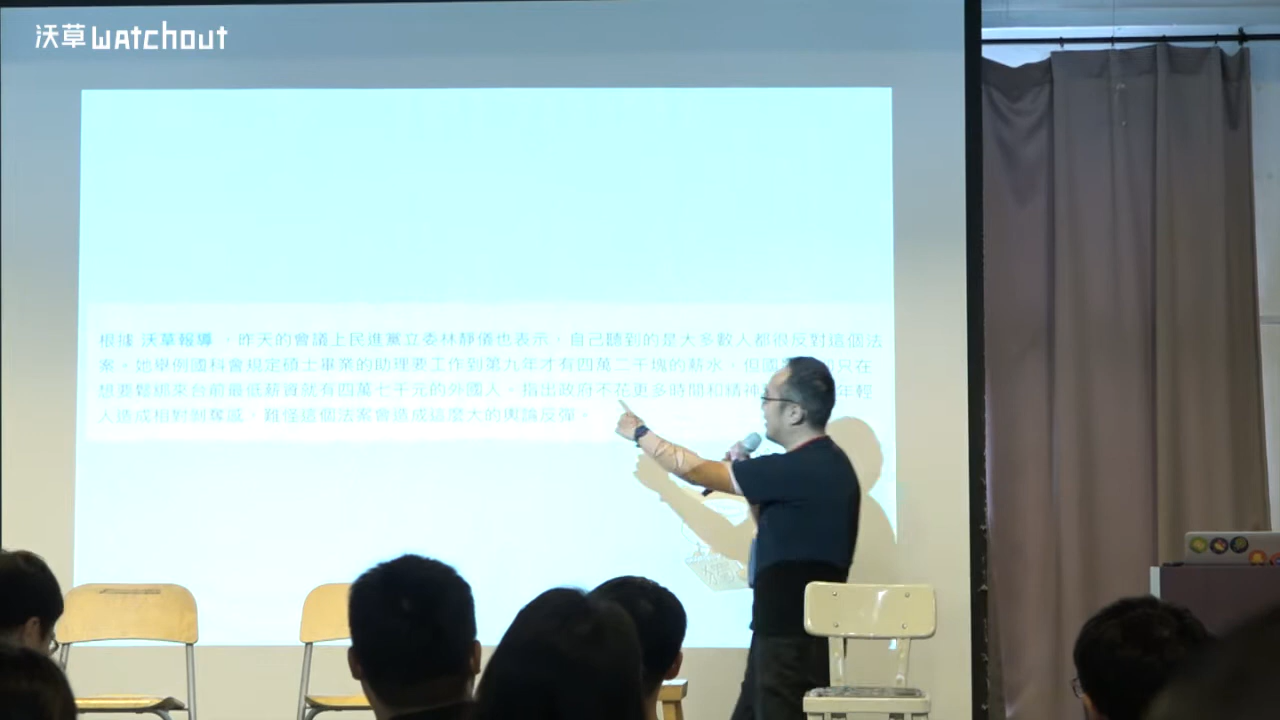 沃草watchout
根據 沃草報導 ，昨天的會議上民進黨立委林靜儀也表示，自己聽到的是大多數人都很反對這個法
案。她舉例國科會規定碩士畢業的助理要工作到第九年才有四萬二千塊的薪水，但國 只在
想要鬆綁來台前最低薪資就有四萬七千元的外國人。指出政府不花更多時間和精神 年輕
人造成相對剝奪感，難怪這個法案會造成這麼大的輿論反彈。